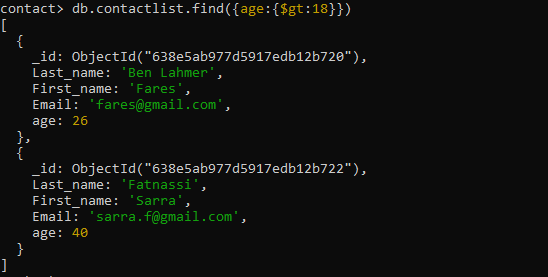 contact> db.contactlist.find({age:{$gt:18}})
[
  {
    _id: ObjectId("638e5ab977d5917edb12b720"),
    Last_name: 'Ben Lahmer',
    First_name: 'Fares',
    Email: 'fares@gmail.com',
    age: 26
  },
  {
    _id: ObjectId("638e5ab977d5917edb12b722"),
    Last_name: 'Fatnassi',
    First_name: 'Sarra',
    Email: 'sarra.f@gmail.com',
    age: 40
  }
]